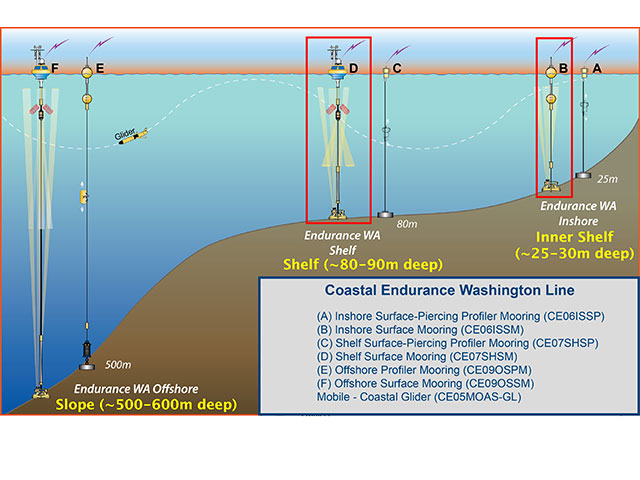 F
E
D
C
B
A
Glider
25m
80m
Endurance WA
Inshore
Inner Shelf
(~25–30m deep)
Endurance WA
Shelf
Shelf (~80–90m deep)
500m
Endurance WA Offshore
Slope (~500–600m deep)
Coastal Endurance Washington Line
(A) Inshore Surface-Piercing Profiler Mooring (CE06ISSP)
(B) Inshore Surface Mooring (CE06ISSM)
(C) Shelf Surface-Piercing Profiler Mooring (CE07SHSP)
(D) Shelf Surface Mooring (CE07SHSM)
(E) Offshore Profiler Mooring (CE09OSPM)
(F) Offshore Surface Mooring (CE09OSSM)
Mobile - Coastal Glider (CE05MOAS-GL)